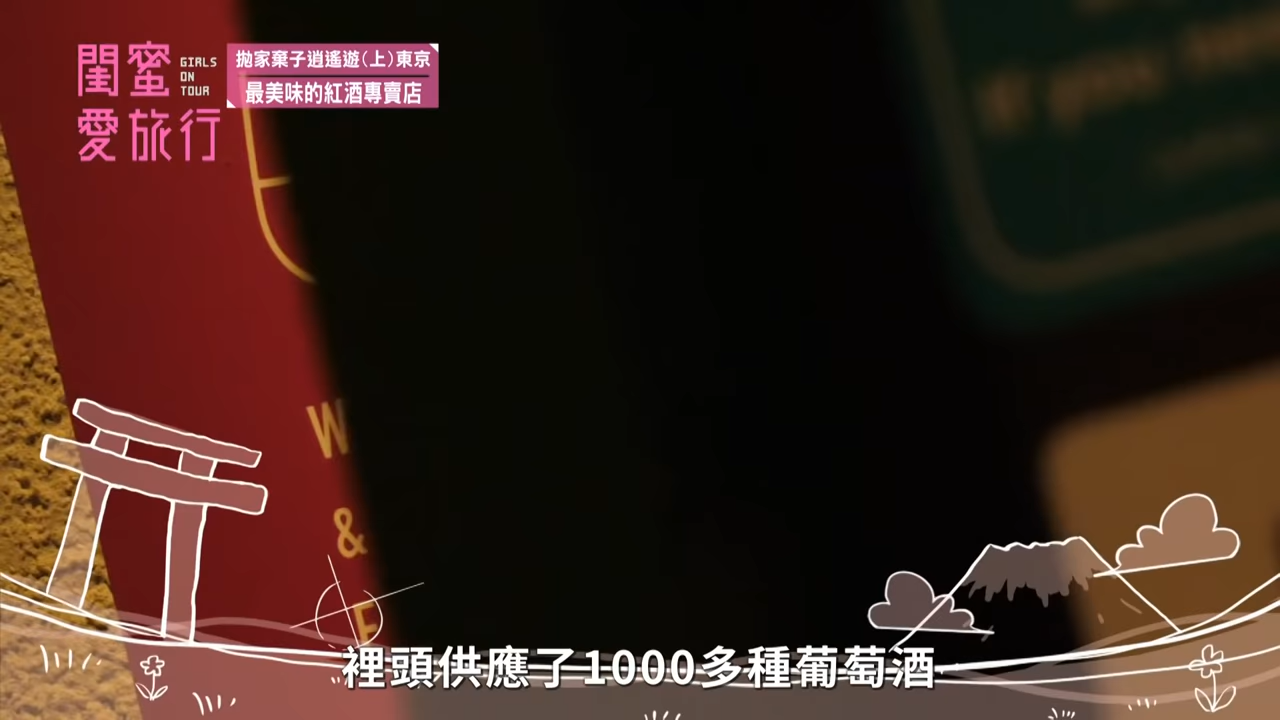 閨蜜
GIRLS
ON
TOUR
愛旅行
拋家棄子逍遙遊(上)東京
最美味的紅酒專賣店
W
&
F
裡頭供應了1000多種葡萄酒